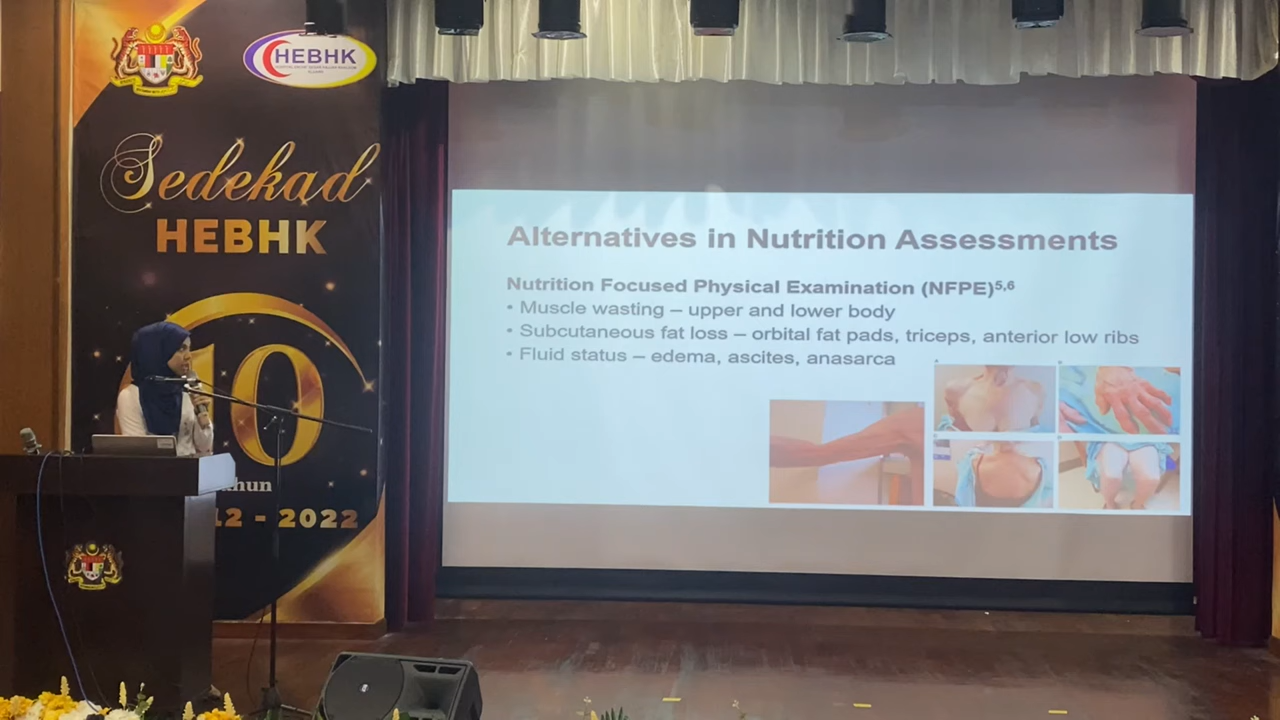 HEBHK
Sedekad
HEBHK
10
12 - 2022
Alternatives in Nutrition Assessments
Nutrition Focused Physical Examination (NFPE)⁵,⁶
• Muscle wasting – upper and lower body
• Subcutaneous fat loss – orbital fat pads, triceps, anterior low ribs
• Fluid status – edema, ascites, anasarca